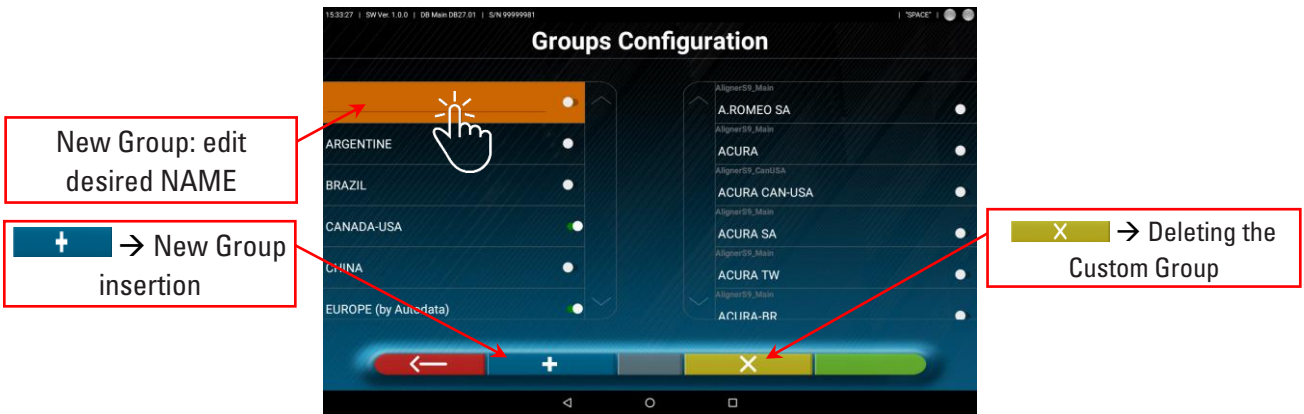 15:33:27 | SW Ver. 1.0.0 | DB Main DB27.01 | S/N 99999981 | "SPACE" |
Groups Configuration
New Group: edit
desired NAME
+ → New Group
insertion
ARGENTINE
BRAZIL
CANADA-USA
CHINA
EUROPE (by Autodata)
AlignerS9_Main
A.ROMEO SA
AlignerS9_Main
ACURA
AlignerS9_CanUSA
ACURA CAN-USA
AlignerS9_Main
ACURA SA
AlignerS9_Main
ACURA TW
AlignerS9_Main
ACURA-BR
X → Deleting the
Custom Group